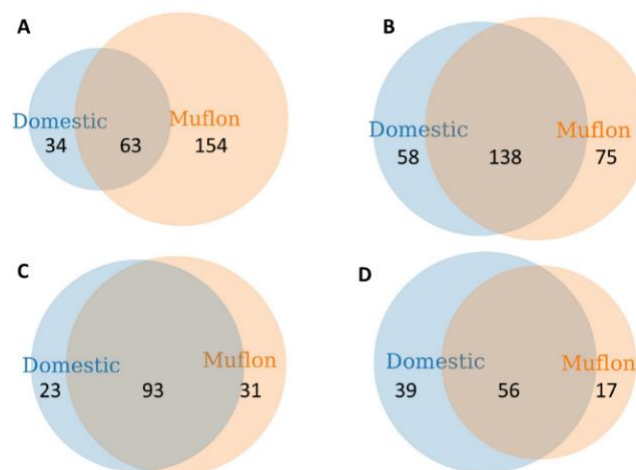 A
Domestic Muflon
34 63 154
B
Domestic Muflon
58 138 75
C
Domestic Muflon
23 93 31
D
Domestic Muflon
39 56 17